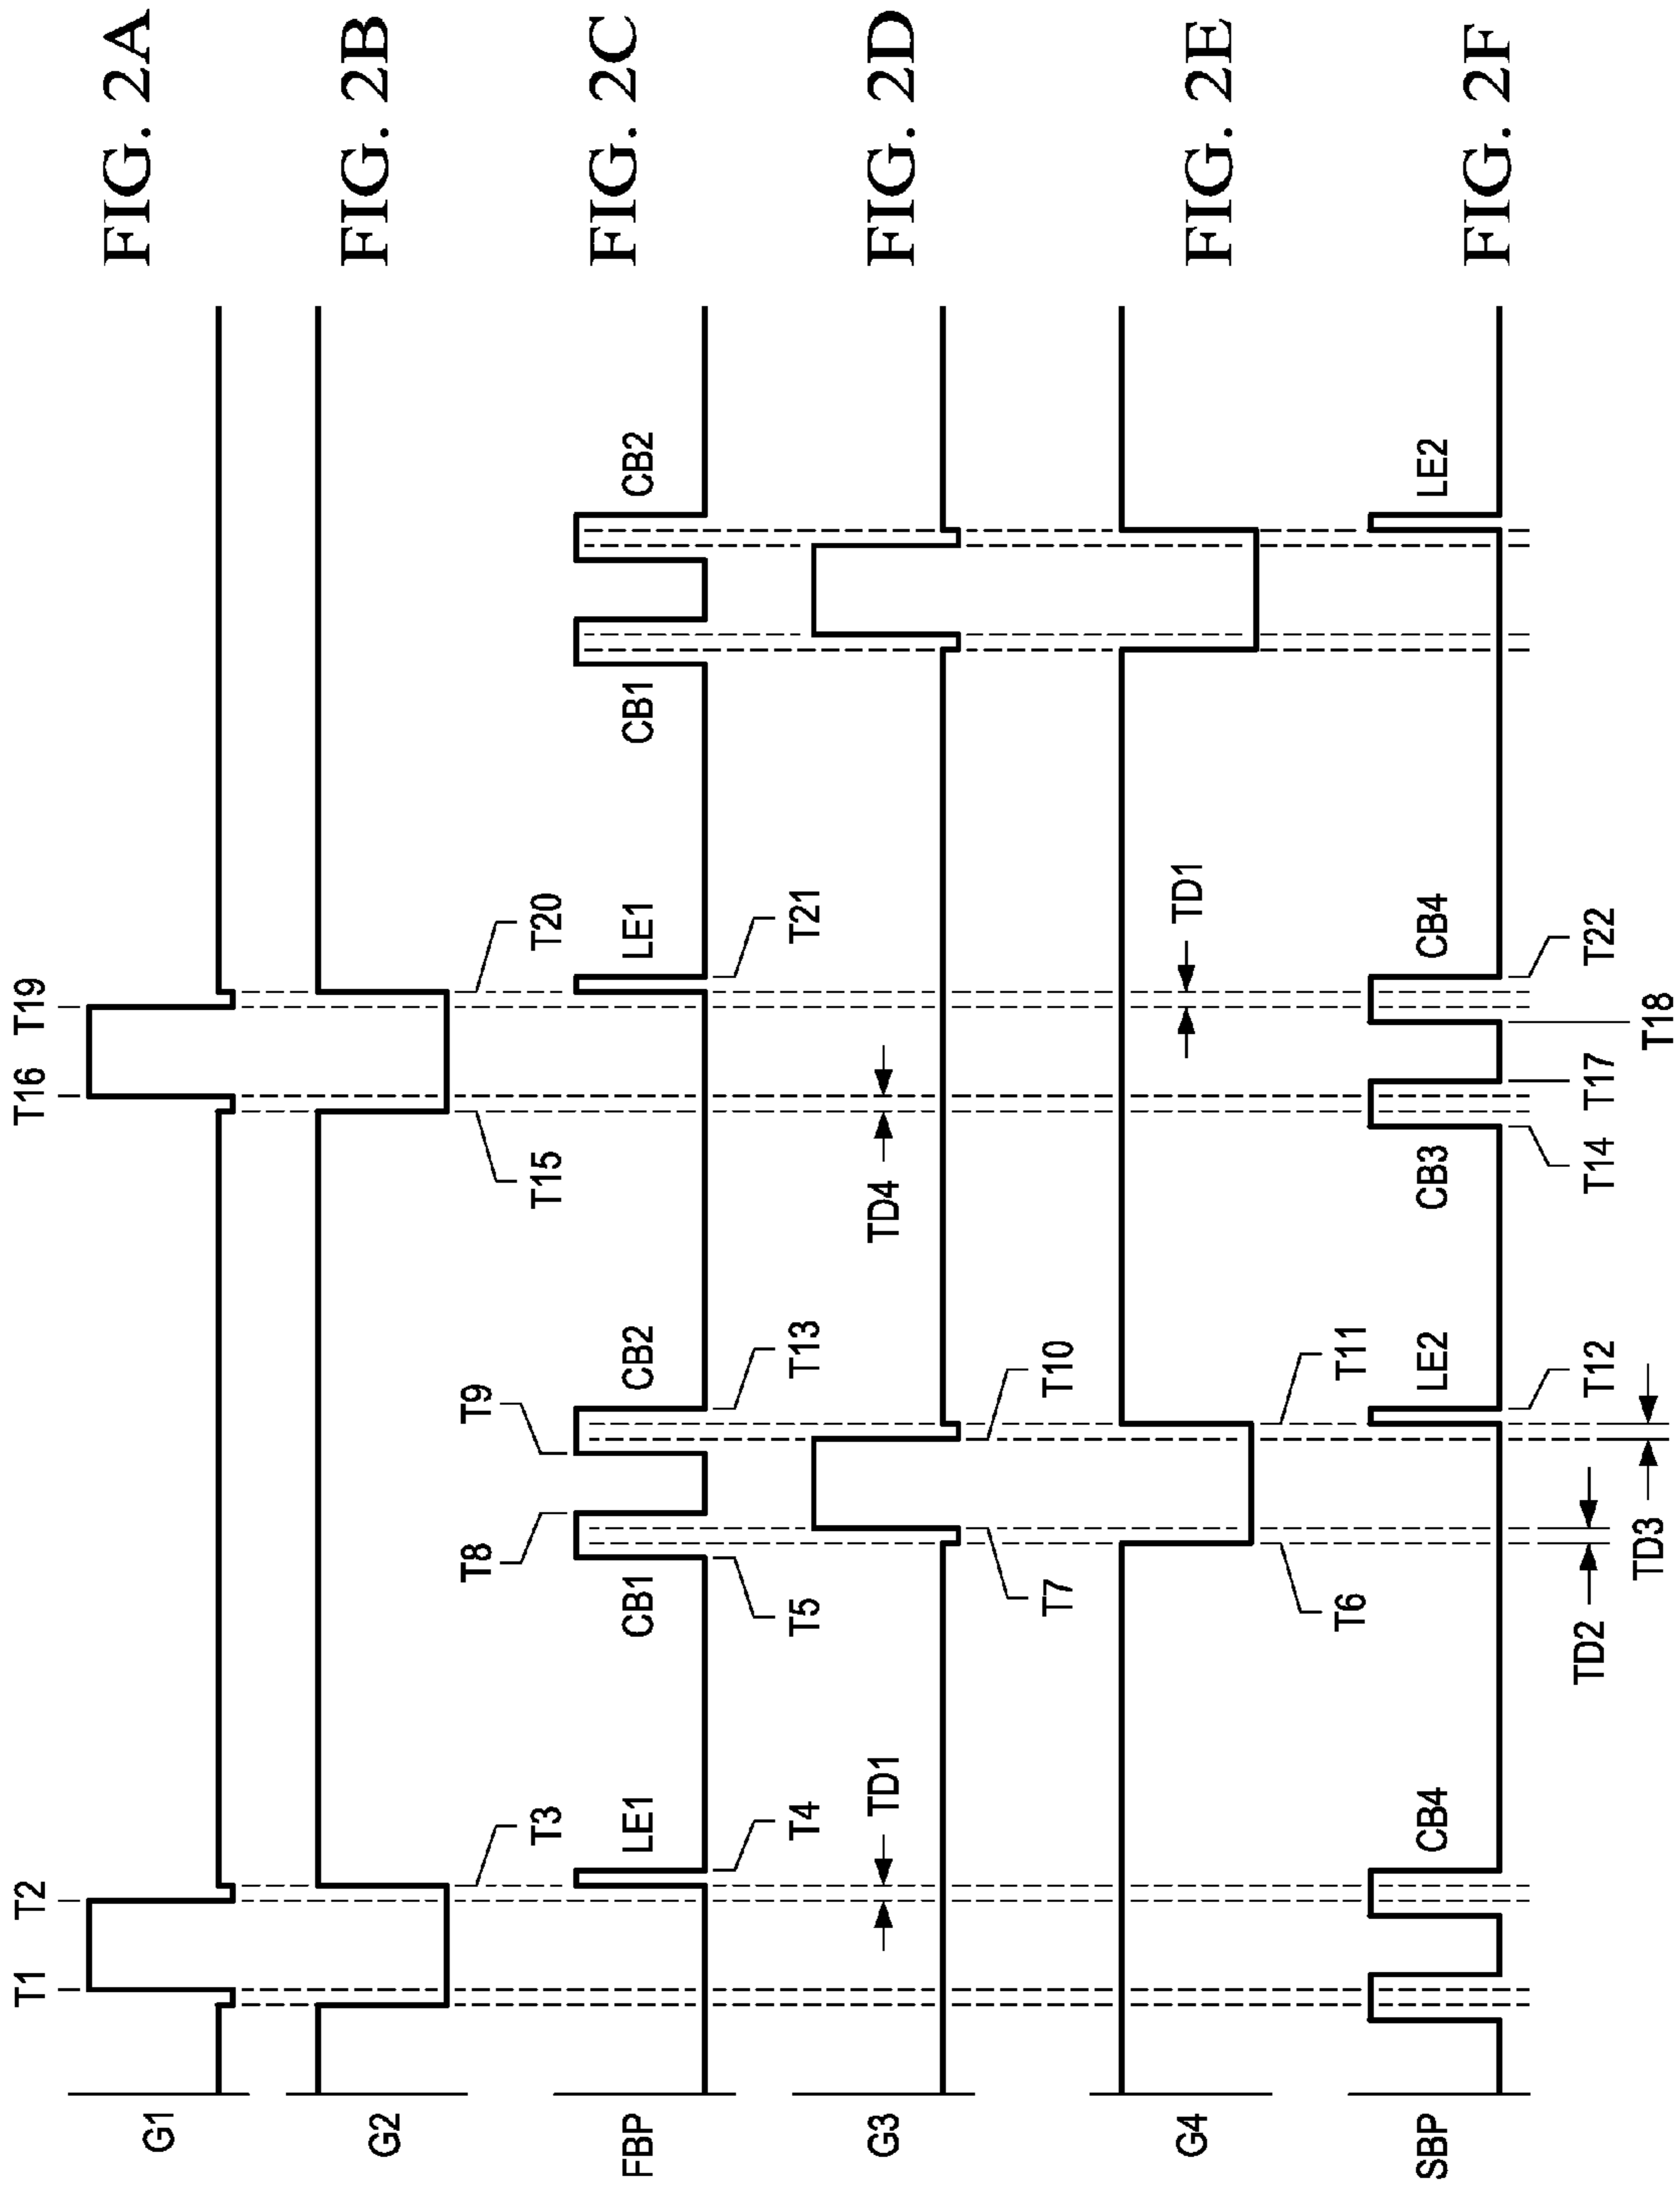 T1 T2 T16 T19
G1 FIG. 2A
G2 FIG. 2B
T3 T15 T20
T8 T9
FBP LE1 CB1 CB2 LE1 CB1 CB2 FIG. 2C
T4 T5 T13 T21
G3 TD1 TD4 FIG. 2D
T7 T10
G4 TD1 FIG. 2E
T6 T11
SBP CB4 LE2 CB3 CB4 LE2 FIG. 2F
T12 T14 T17 T22
TD2
TD3 T18